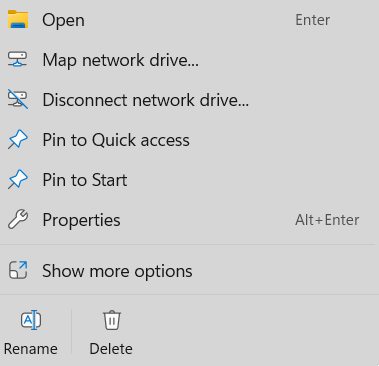 Open Enter
Map network drive...
Disconnect network drive...
Pin to Quick access
Pin to Start
Properties Alt+Enter
Show more options
Rename Delete